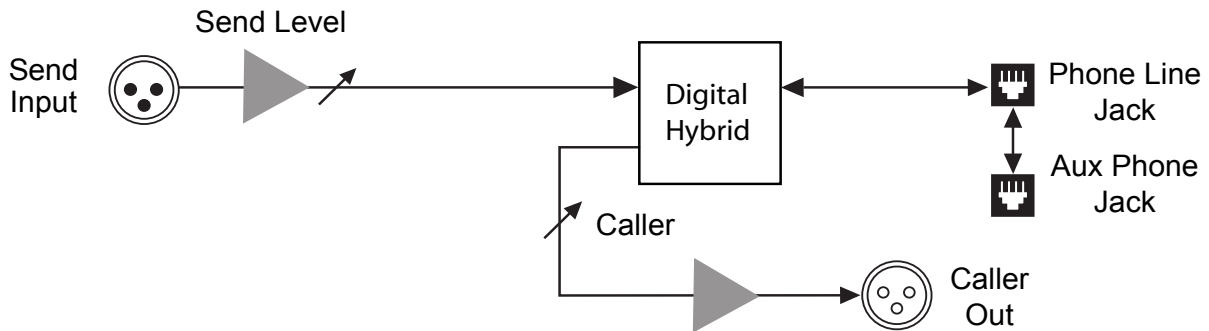 Send Level
Send
Input
Digital
Hybrid
Phone Line
Jack
Aux Phone
Jack
Caller
Caller
Out